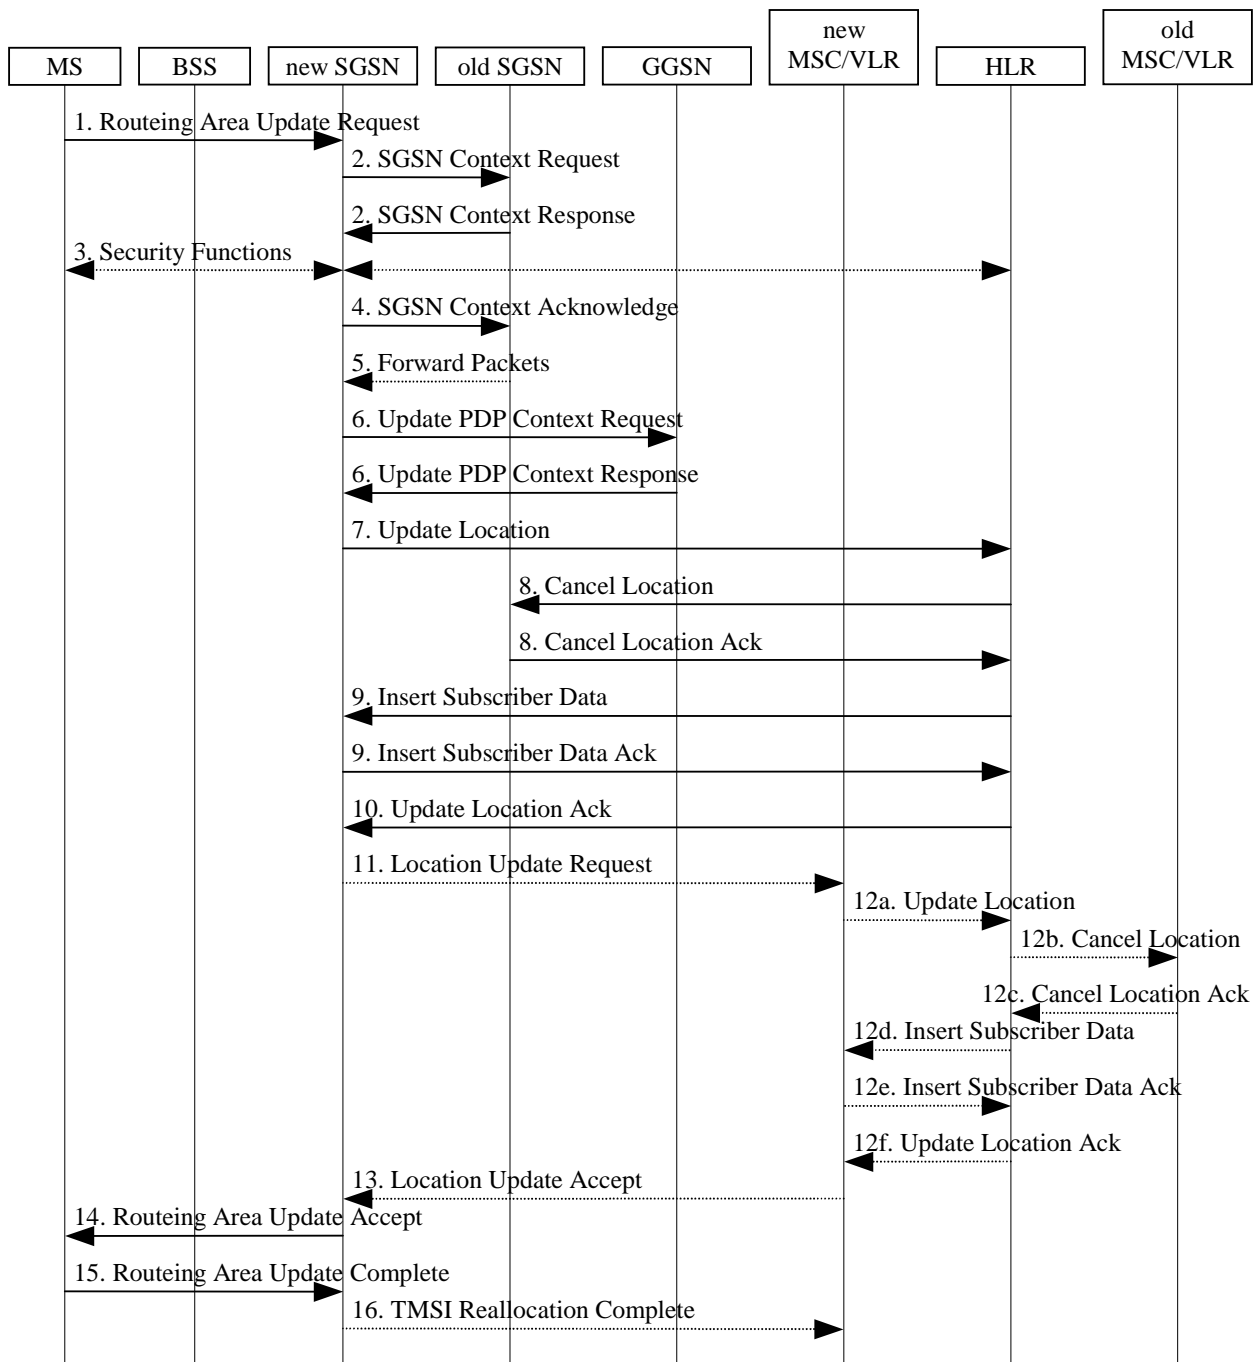 new
MSC/VLR
old
MSC/VLR
MS
BSS
new SGSN
old SGSN
GGSN
HLR
1. Routeing Area Update Request
2. SGSN Context Request
2. SGSN Context Response
3. Security Functions
4. SGSN Context Acknowledge
5. Forward Packets
6. Update PDP Context Request
6. Update PDP Context Response
7. Update Location
8. Cancel Location
8. Cancel Location Ack
9. Insert Subscriber Data
9. Insert Subscriber Data Ack
10. Update Location Ack
11. Location Update Request
12a. Update Location
12b. Cancel Location
12c. Cancel Location Ack
12d. Insert Subscriber Data
12e. Insert Subscriber Data Ack
12f. Update Location Ack
13. Location Update Accept
14. Routeing Area Update Accept
15. Routeing Area Update Complete
16. TMSI Reallocation Complete